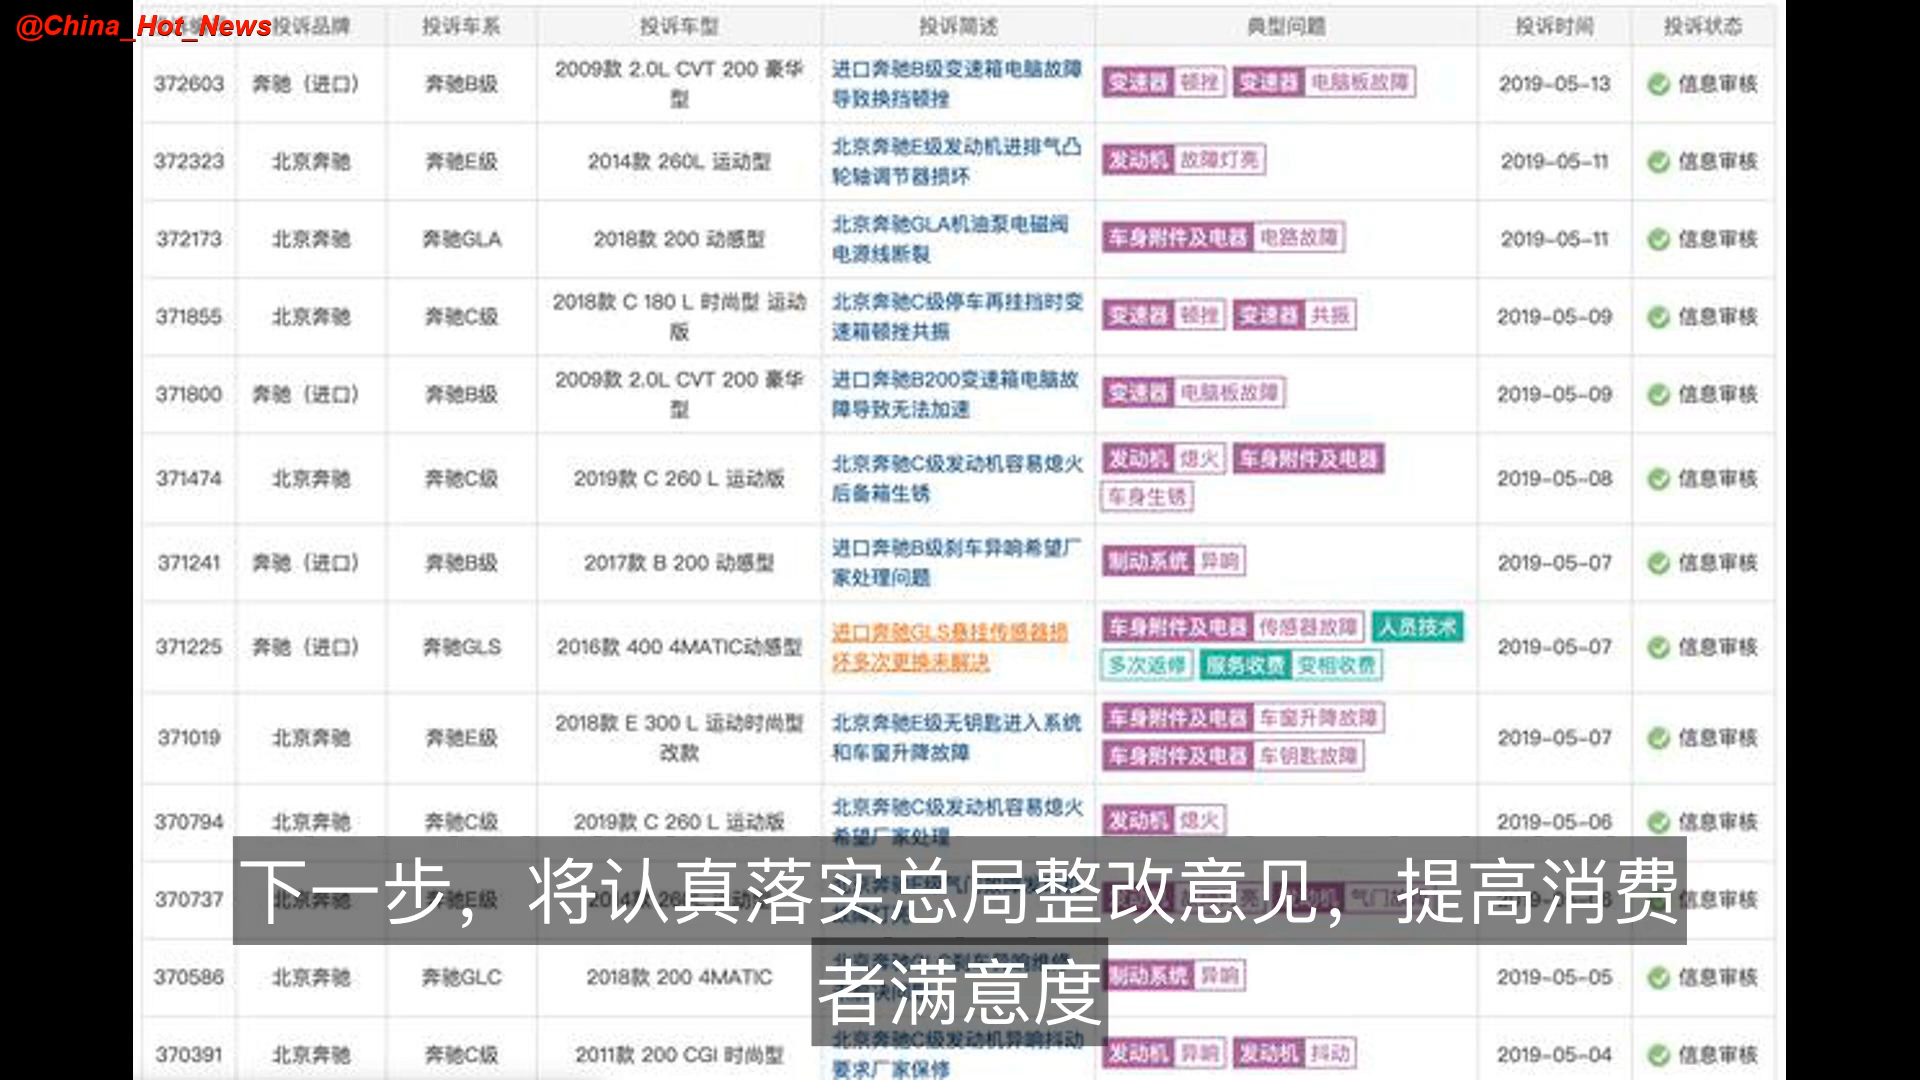 @China_Hot_News
投诉品牌 投诉车系 投诉车型 投诉简述 典型问题 投诉时间 投诉状态
372603 奔驰（进口） 奔驰B级 2009款 2.0L CVT 200 豪华型 进口奔驰B级变速箱电脑故障导致换挡顿挫 变速器 顿挫 变速器 电脑板故障 2019-05-13 信息审核
372323 北京奔驰 奔驰E级 2014款 260L 运动型 北京奔驰E级发动机进排气凸轮轴调节器损坏 发动机 故障灯亮 2019-05-11 信息审核
372173 北京奔驰 奔驰GLA 2018款 200 动感型 北京奔驰GLA机油泵电磁阀电源线断裂 车身附件及电器 电路故障 2019-05-11 信息审核
371855 北京奔驰 奔驰C级 2018款 C 180 L 时尚型 运动版 北京奔驰C级停车再挂挡时变速箱顿挫共振 变速器 顿挫 变速器 共振 2019-05-09 信息审核
371800 奔驰（进口） 奔驰B级 2009款 2.0L CVT 200 豪华型 进口奔驰B200变速箱电脑故障导致无法加速 变速器 电脑板故障 2019-05-09 信息审核
371474 北京奔驰 奔驰C级 2019款 C 260 L 运动版 北京奔驰C级发动机容易熄火后备箱生锈 发动机 熄火 车身附件及电器 车身生锈 2019-05-08 信息审核
371241 奔驰（进口） 奔驰B级 2017款 B 200 动感型 进口奔驰B级刹车异响希望厂家处理问题 制动系统 异响 2019-05-07 信息审核
371225 奔驰（进口） 奔驰GLS 2016款 400 4MATIC动感型 进口奔驰GLS悬挂传感器损坏多次更换未解决 车身附件及电器 传感器故障 人员技术 多次返修 服务收费 变相收费 2019-05-07 信息审核
371019 北京奔驰 奔驰E级 2018款 E 300 L 运动时尚型 改款 北京奔驰E级无钥匙进入系统和车窗升降故障 车身附件及电器 车窗升降故障 车身附件及电器 车钥匙故障 2019-05-07 信息审核
370794 北京奔驰 奔驰C级 2019款 C 260 L 运动版 北京奔驰C级发动机容易熄火希望厂家处理 发动机 熄火 2019-05-06 信息审核
370737 北京奔驰 奔驰E级 信息审核
下一步，将认真落实总局整改意见，提高消费
370586 北京奔驰 奔驰GLC 2018款 200 4MATIC 制动系统 异响 2019-05-05 信息审核
者满意度
370391 北京奔驰 奔驰C级 2011款 200 CGI 时尚型 北京奔驰C级发动机异响抖动要求厂家保修 发动机 异响 发动机 抖动 2019-05-04 信息审核